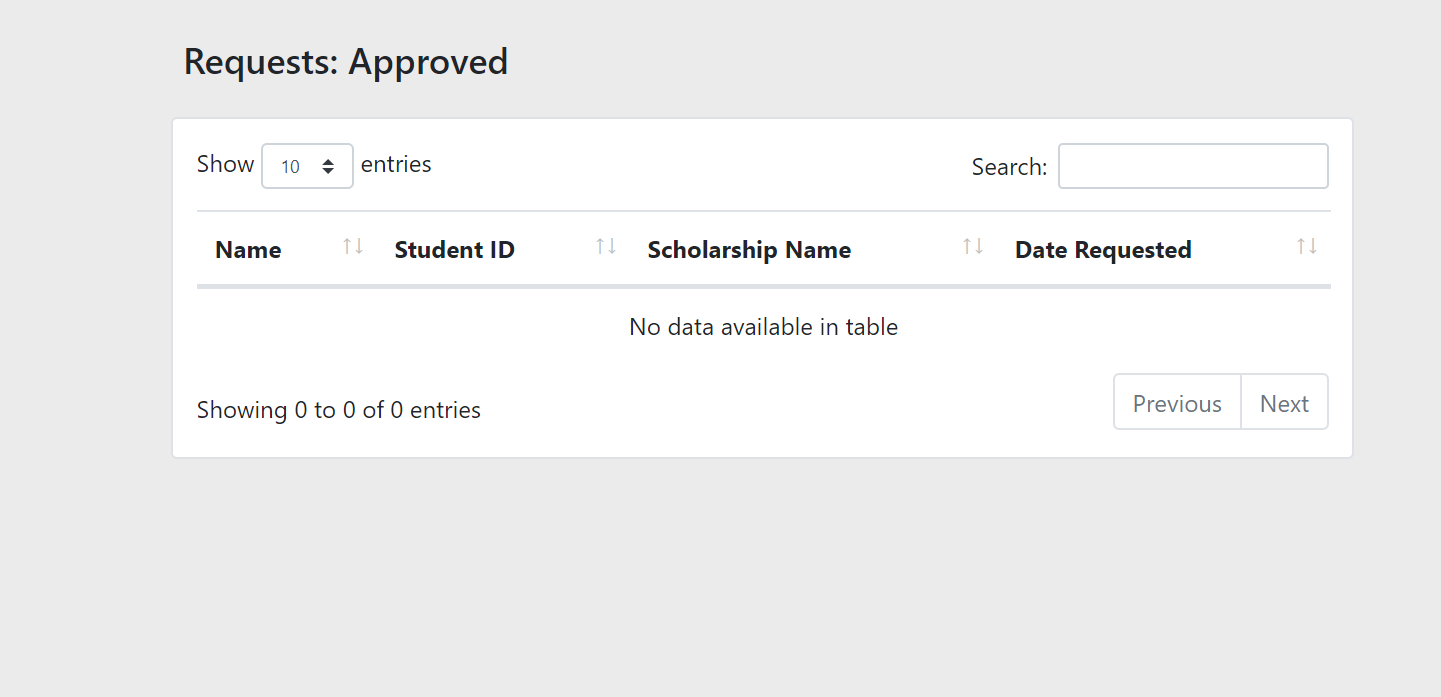 Requests: Approved
Show 10 entries
Search:
Name Student ID Scholarship Name Date Requested
No data available in table
Showing 0 to 0 of 0 entries
Previous Next